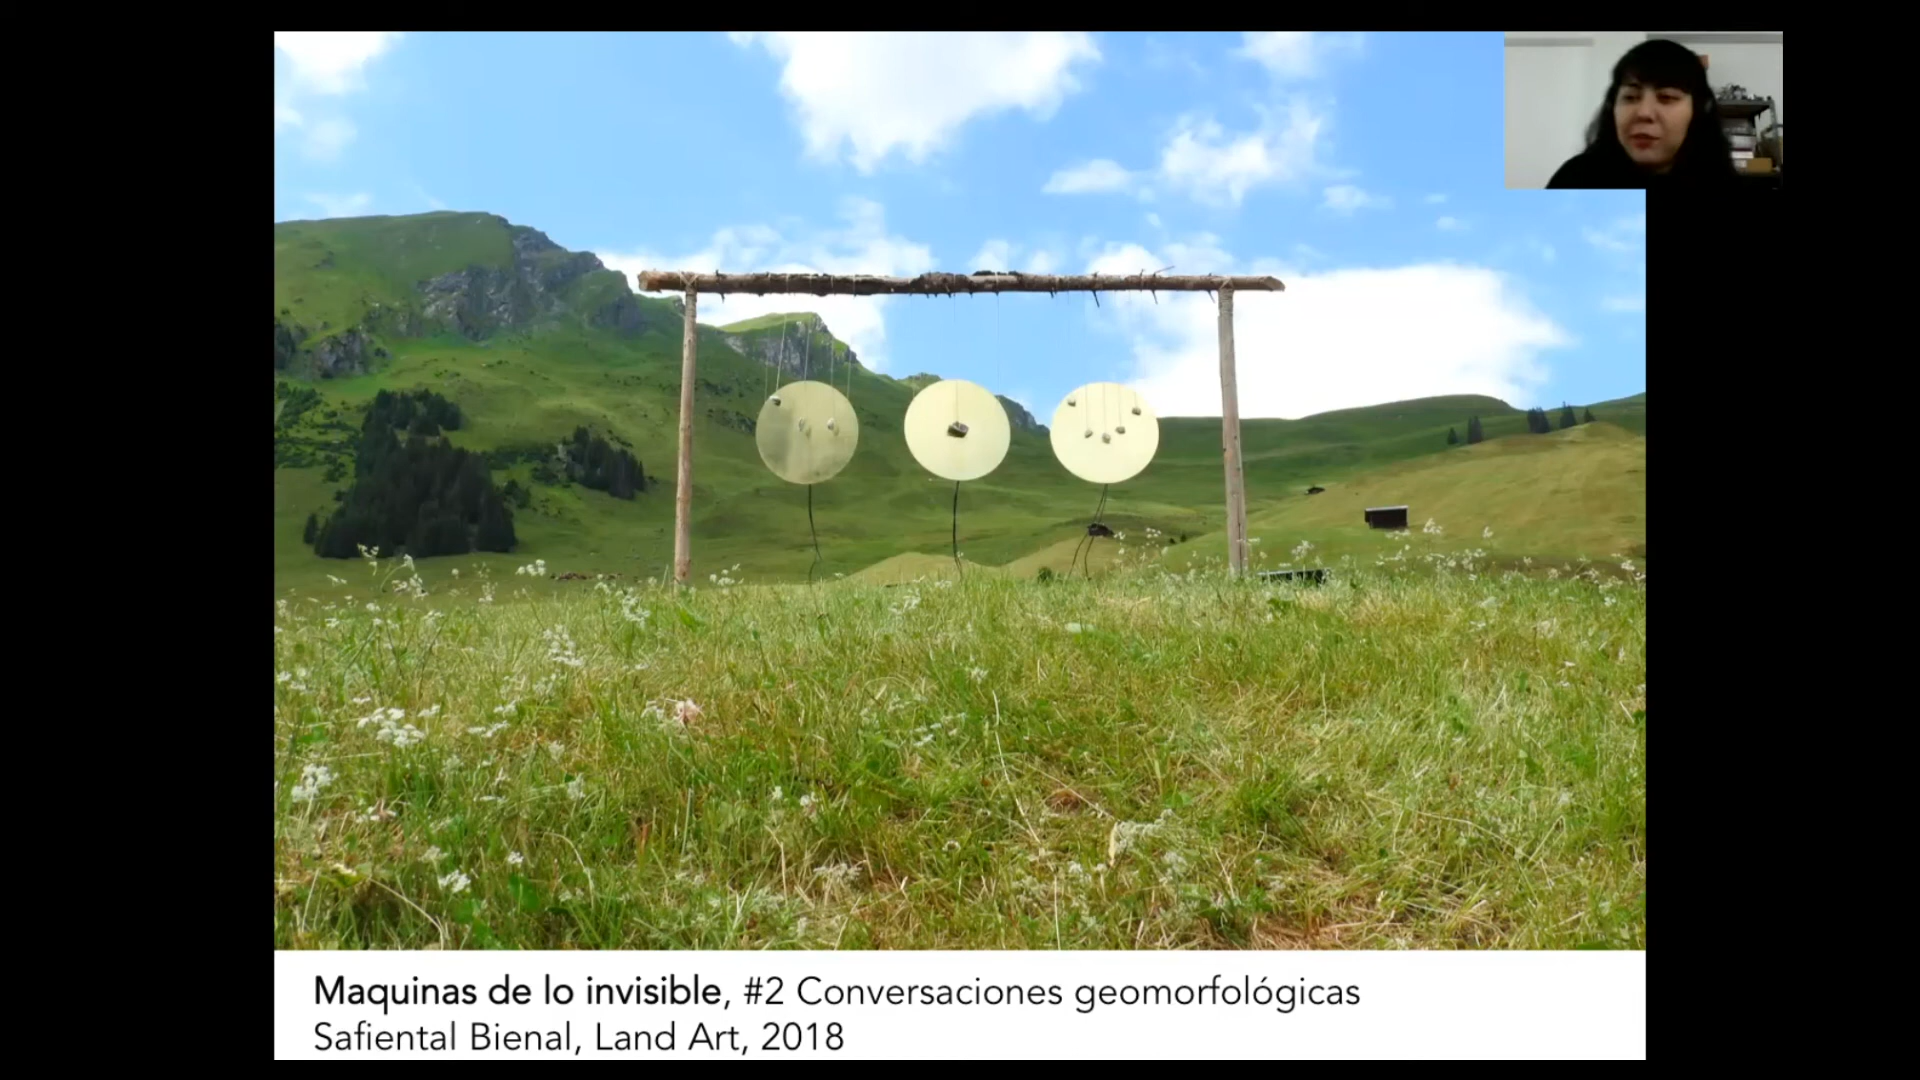 Maquinas de lo invisible, #2 Conversaciones geomorfológicas
Safiental Bienal, Land Art, 2018